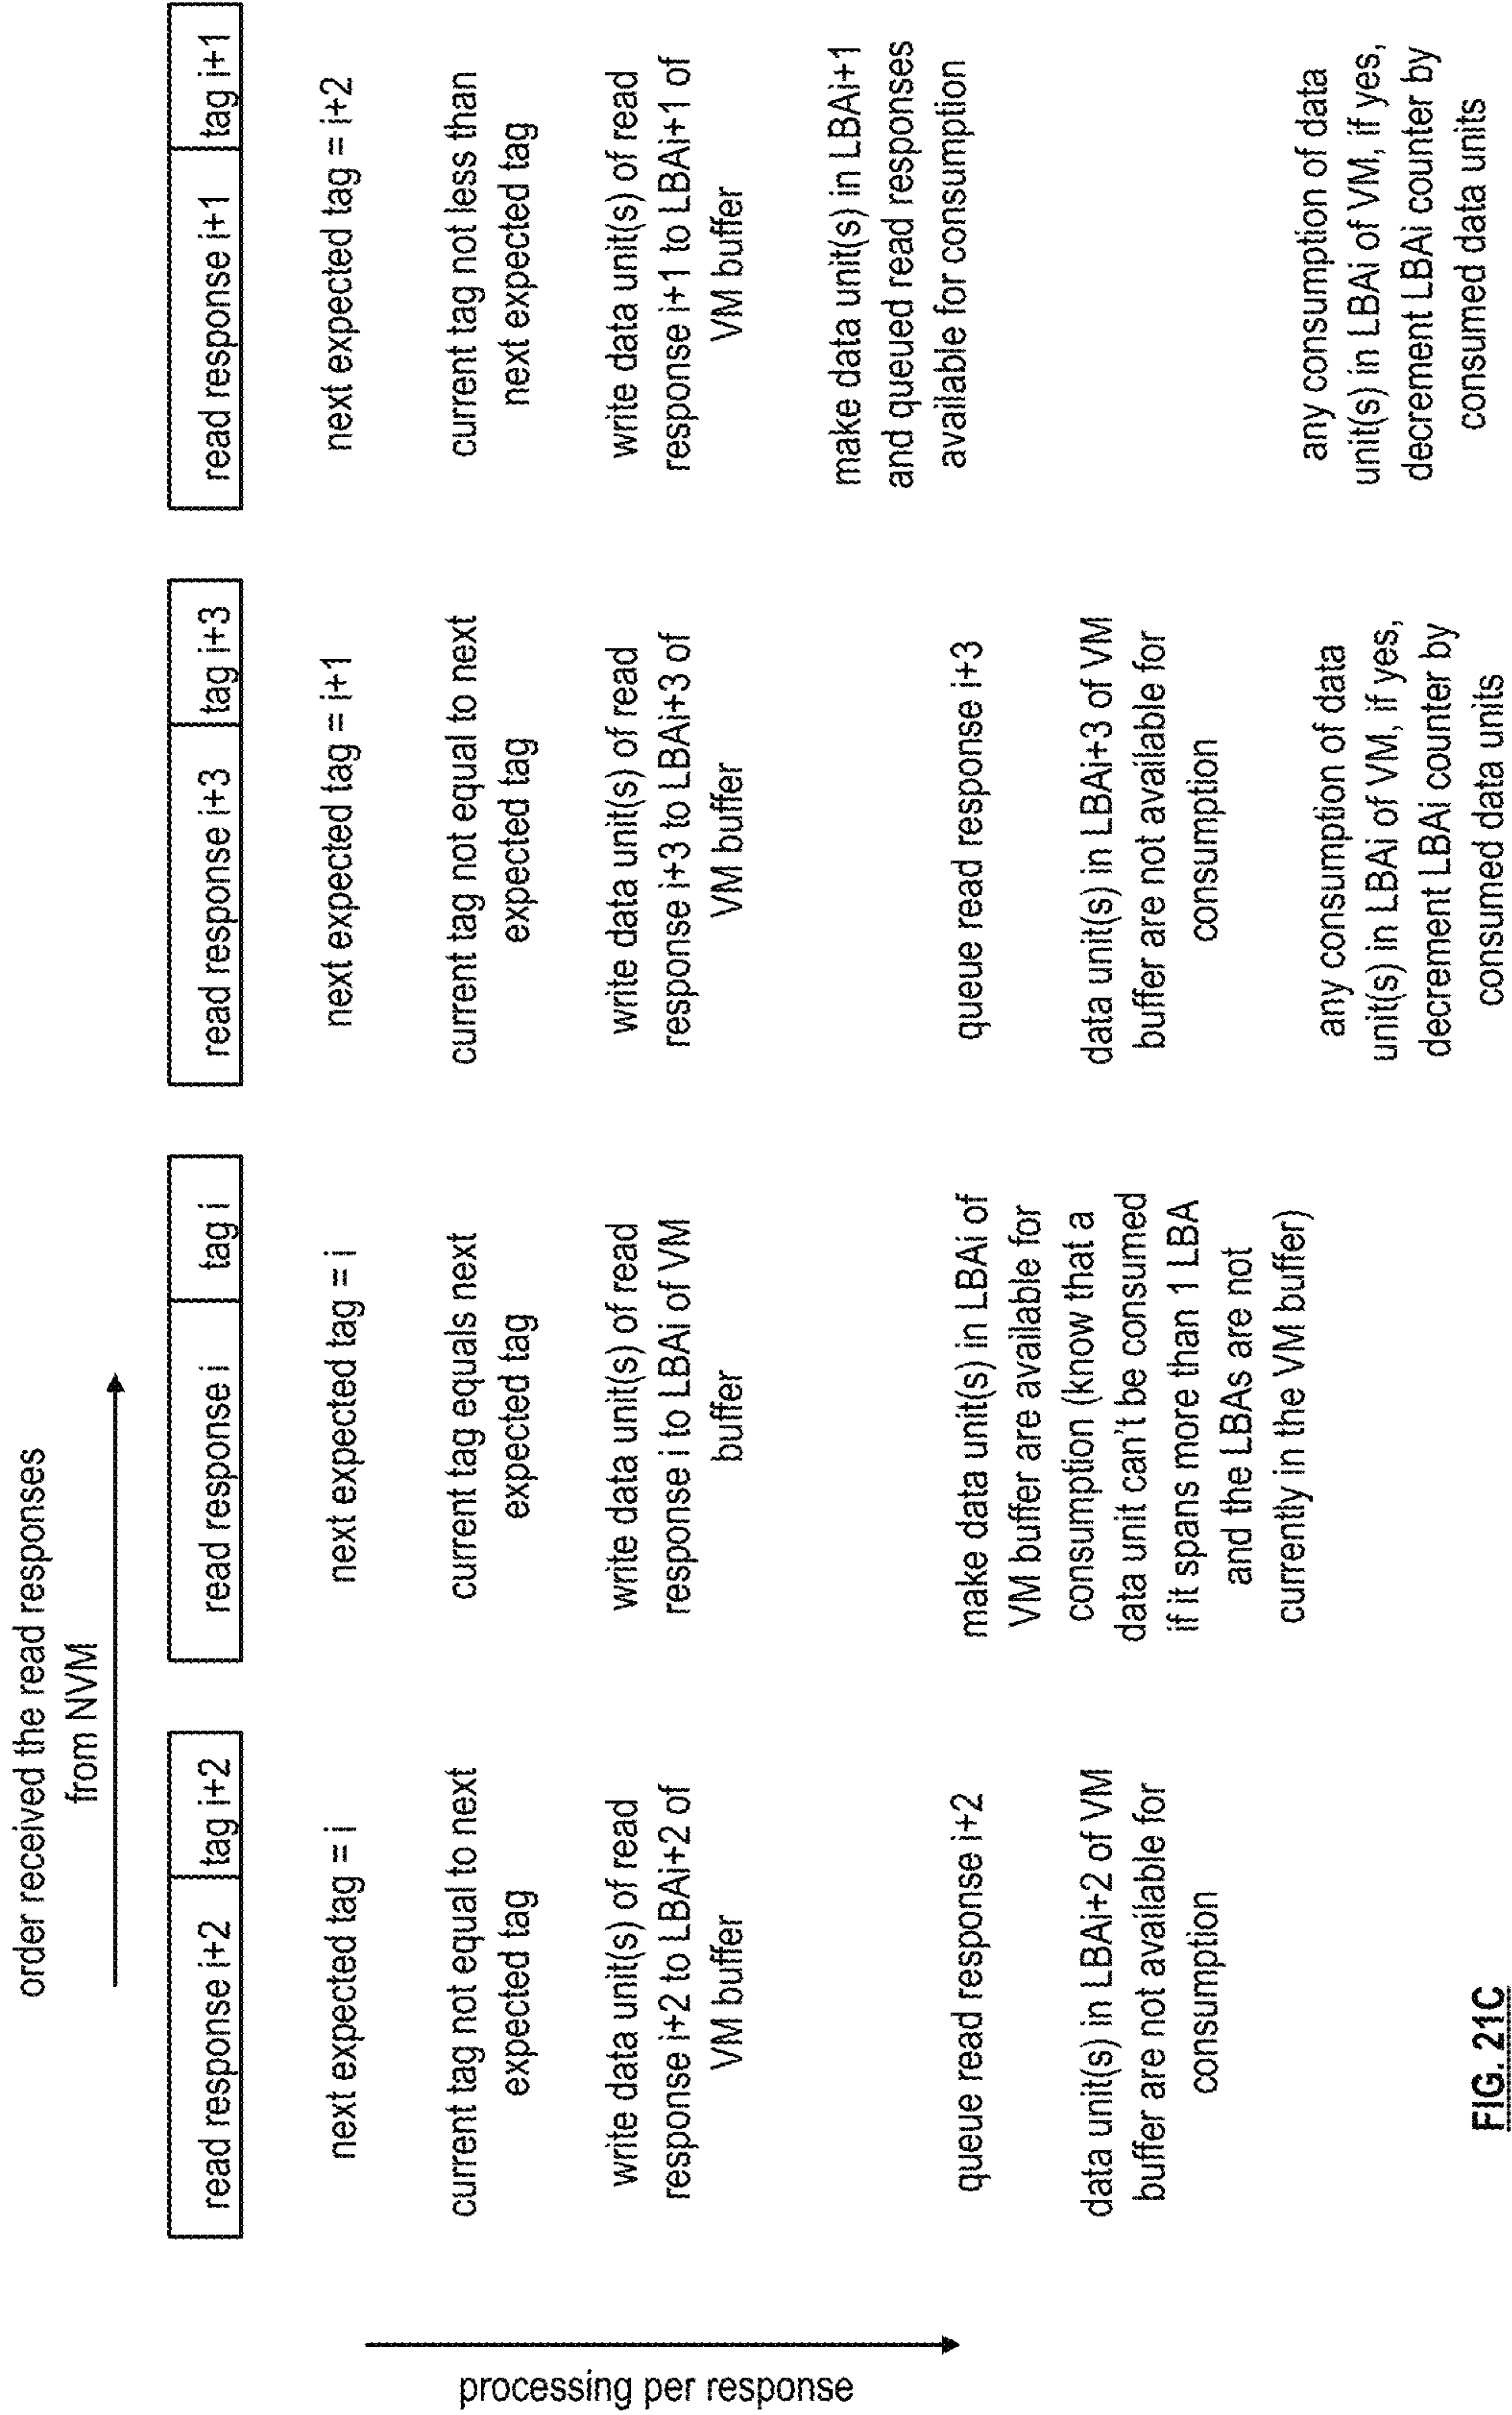 order received the read responses
from NVM
processing per response
read response i+2
tag i+2
next expected tag = i
current tag not equal to next
expected tag
write data unit(s) of read
response i+2 to LBAi+2 of
VM buffer
queue read response i+2
data unit(s) in LBAi+2 of VM
buffer are not available for
consumption
read response i
tag i
next expected tag = i
current tag equals next
expected tag
write data unit(s) of read
response i to LBAi of VM
buffer
make data unit(s) in LBAi of
VM buffer are available for
consumption (know that a
data unit can't be consumed
if it spans more than 1 LBA
and the LBAs are not
currently in the VM buffer)
read response i+3
tag i+3
next expected tag = i+1
current tag not equal to next
expected tag
write data unit(s) of read
response i+3 to LBAi+3 of
VM buffer
queue read response i+3
data unit(s) in LBAi+3 of VM
buffer are not available for
consumption
any consumption of data
unit(s) in LBAi of VM, if yes,
decrement LBAi counter by
consumed data units
read response i+1
tag i+1
next expected tag = i+2
current tag not less than
next expected tag
write data unit(s) of read
response i+1 to LBAi+1 of
VM buffer
make data unit(s) in LBAi+1
and queued read responses
available for consumption
any consumption of data
unit(s) in LBAi of VM, if yes,
decrement LBAi counter by
consumed data units
FIG. 21C